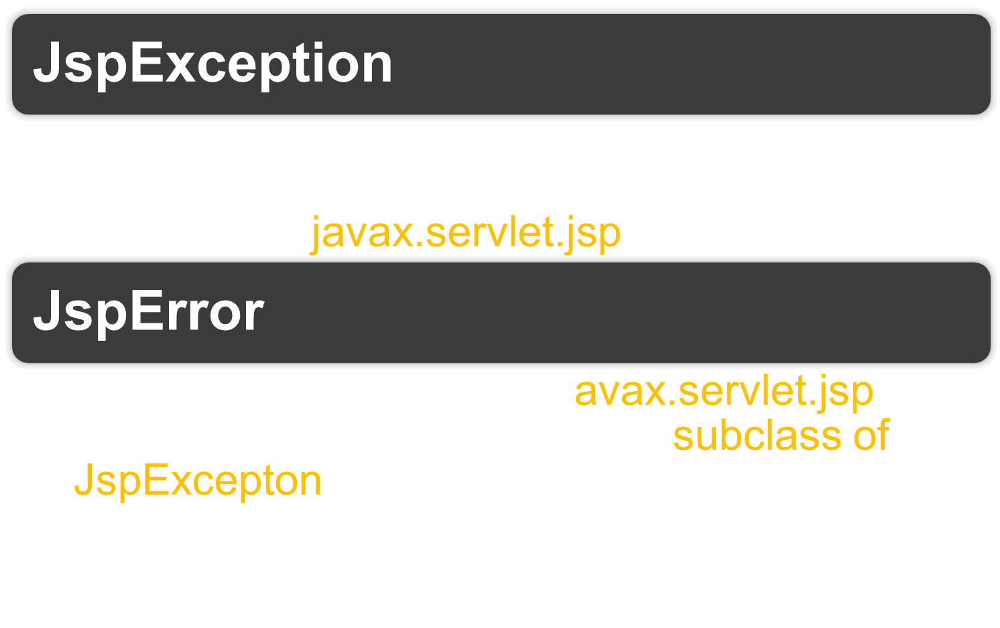 JspException
javax.servlet.jsp
JspError
avax.servlet.jsp
subclass of
JspExcepton